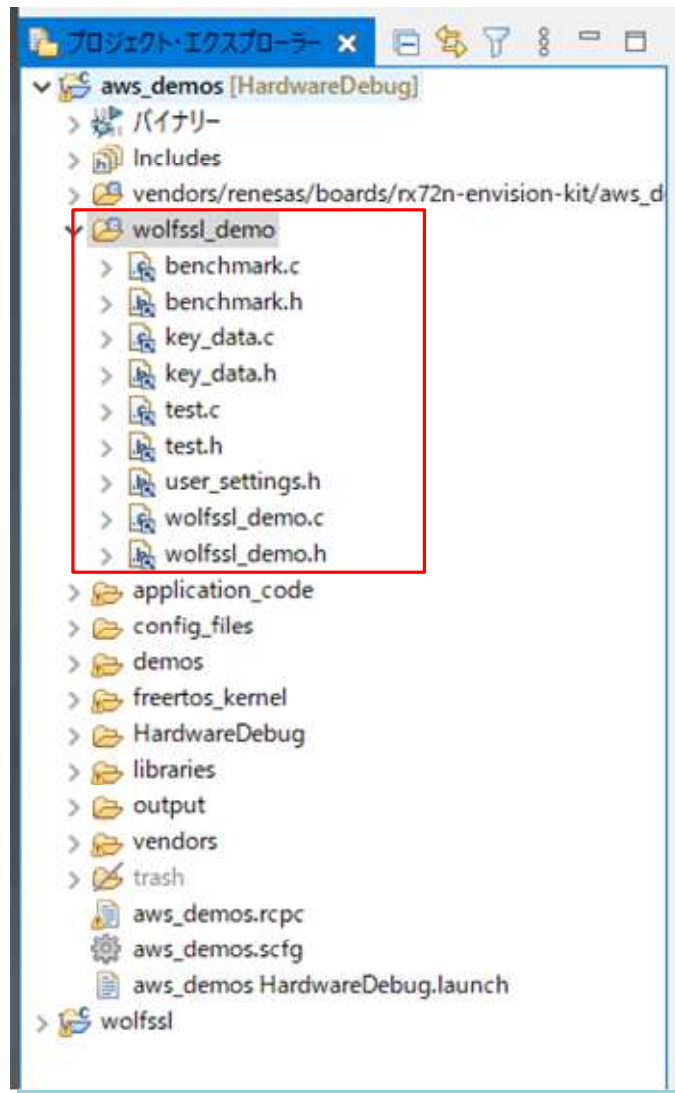 プロジェクト・エクスプローラー
aws_demos [HardwareDebug]
バイナリー
Includes
vendors/renesas/boards/rx72n-envision-kit/aws_d
wolfssl_demo
benchmark.c
benchmark.h
key_data.c
key_data.h
test.c
test.h
user_settings.h
wolfssl_demo.c
wolfssl_demo.h
application_code
config_files
demos
freertos_kernel
HardwareDebug
libraries
output
vendors
trash
aws_demos.rcpc
aws_demos.scfg
aws_demos HardwareDebug.launch
wolfssl